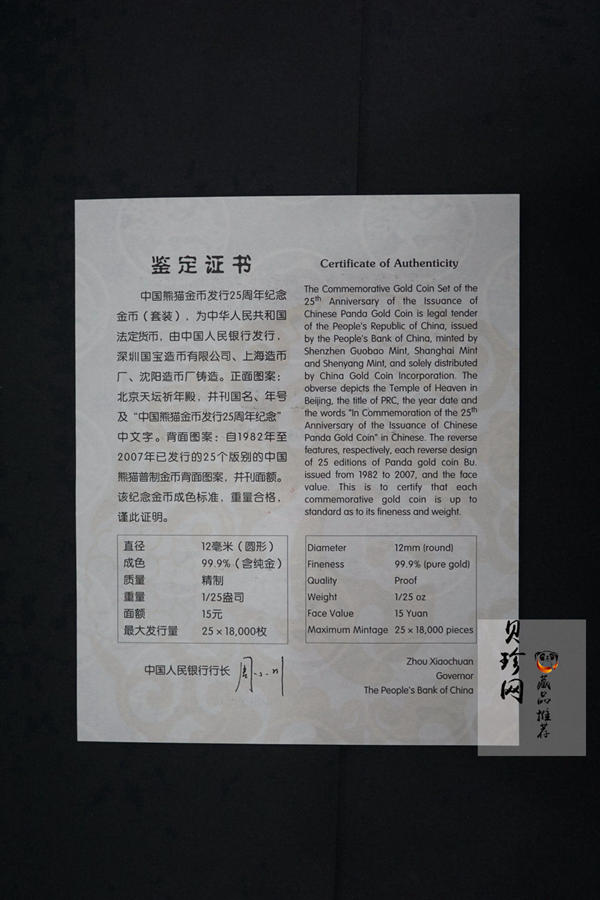 鉴定证书
中国熊猫金币发行25周年纪念
金币（套装），为中华人民共和国
法定货币，由中国人民银行发行，
深圳国宝造币有限公司、上海造币
厂、沈阳造币厂铸造。正面图案：
北京天坛祈年殿，并刊国名、年号
及“中国熊猫金币发行25周年纪念”
中文字。背面图案：自1982年至
2007年已发行的25个版别的中国
熊猫普制金币背面图案，并刊面额。
该纪念金币成色标准，重量合格，
谨此证明。
直径 12毫米（圆形）
成色 99.9%（含纯金）
质量 精制
重量 1/25盎司
面额 15元
最大发行量 25×18,000枚
中国人民银行行长
Certificate of Authenticity
The Commemorative Gold Coin Set of the
25th Anniversary of the Issuance of
Chinese Panda Gold Coin is legal tender
of the People's Republic of China, issued
by the People's Bank of China, minted by
Shenzhen Guobao Mint, Shanghai Mint
and Shenyang Mint, and solely distributed
by China Gold Coin Incorporation. The
obverse depicts the Temple of Heaven in
Beijing, the title of PRC, the year date and
the words "In Commemoration of the 25th
Anniversary of the Issuance of Chinese
Panda Gold Coin" in Chinese. The reverse
features, respectively, each reverse design
of 25 editions of Panda gold coin Bu.
issued from 1982 to 2007, and the face
value. This is to certify that each
commemorative gold coin is up to
standard as to its fineness and weight.
Diameter 12mm (round)
Fineness 99.9% (pure gold)
Quality Proof
Weight 1/25 oz
Face Value 15 Yuan
Maximum Mintage 25×18,000 pieces
Zhou Xiaochuan
Governor
The People's Bank of China
贝珍网
藏品推荐